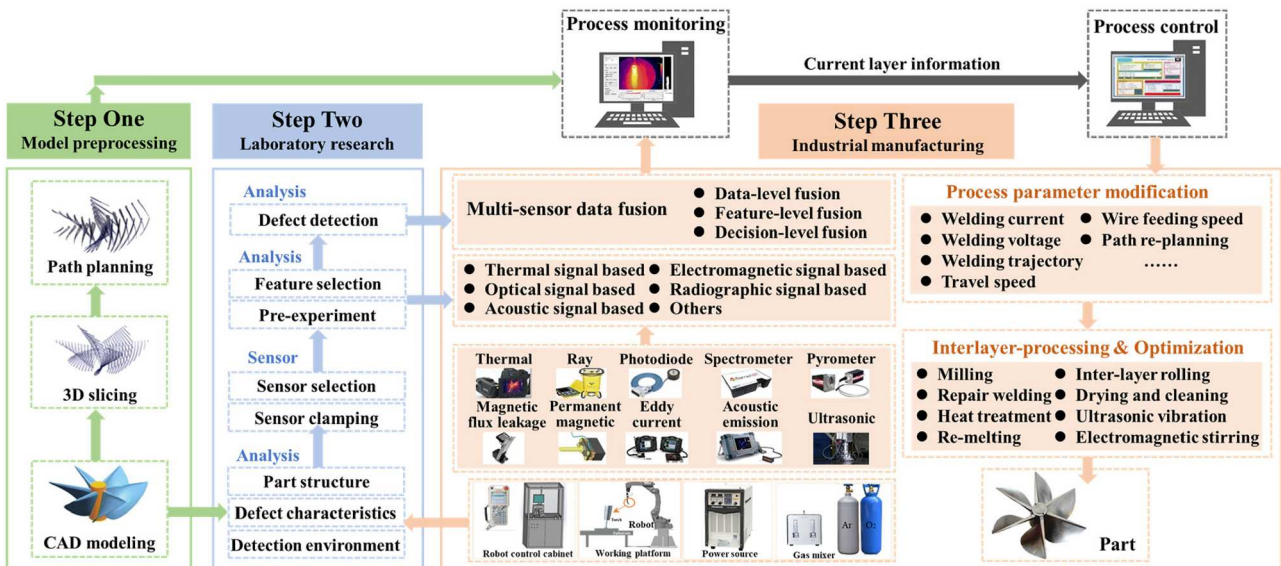 Process monitoring
Process control
Current layer information
Step One
Model preprocessing
Step Two
Laboratory research
Step Three
Industrial manufacturing
Path planning
3D slicing
CAD modeling
Analysis
Defect detection
Analysis
Feature selection
Pre-experiment
Sensor
Sensor selection
Sensor clamping
Analysis
Part structure
Defect characteristics
Detection environment
Multi-sensor data fusion
● Data-level fusion
● Feature-level fusion
● Decision-level fusion
● Thermal signal based ● Electromagnetic signal based
● Optical signal based ● Radiographic signal based
● Acoustic signal based ● Others
Thermal Ray Photodiode Spectrometer Pyrometer
Magnetic flux leakage
Permanent magnetic
Eddy current
Acoustic emission
Ultrasonic
Torch
Robot
Ar
O₂
Robot control cabinet
Working platform
Power source
Gas mixer
Process parameter modification
● Welding current ● Wire feeding speed
● Welding voltage ● Path re-planning
● Welding trajectory ……
● Travel speed
Interlayer-processing & Optimization
● Milling ● Inter-layer rolling
● Repair welding ● Drying and cleaning
● Heat treatment ● Ultrasonic vibration
● Re-melting ● Electromagnetic stirring
Part